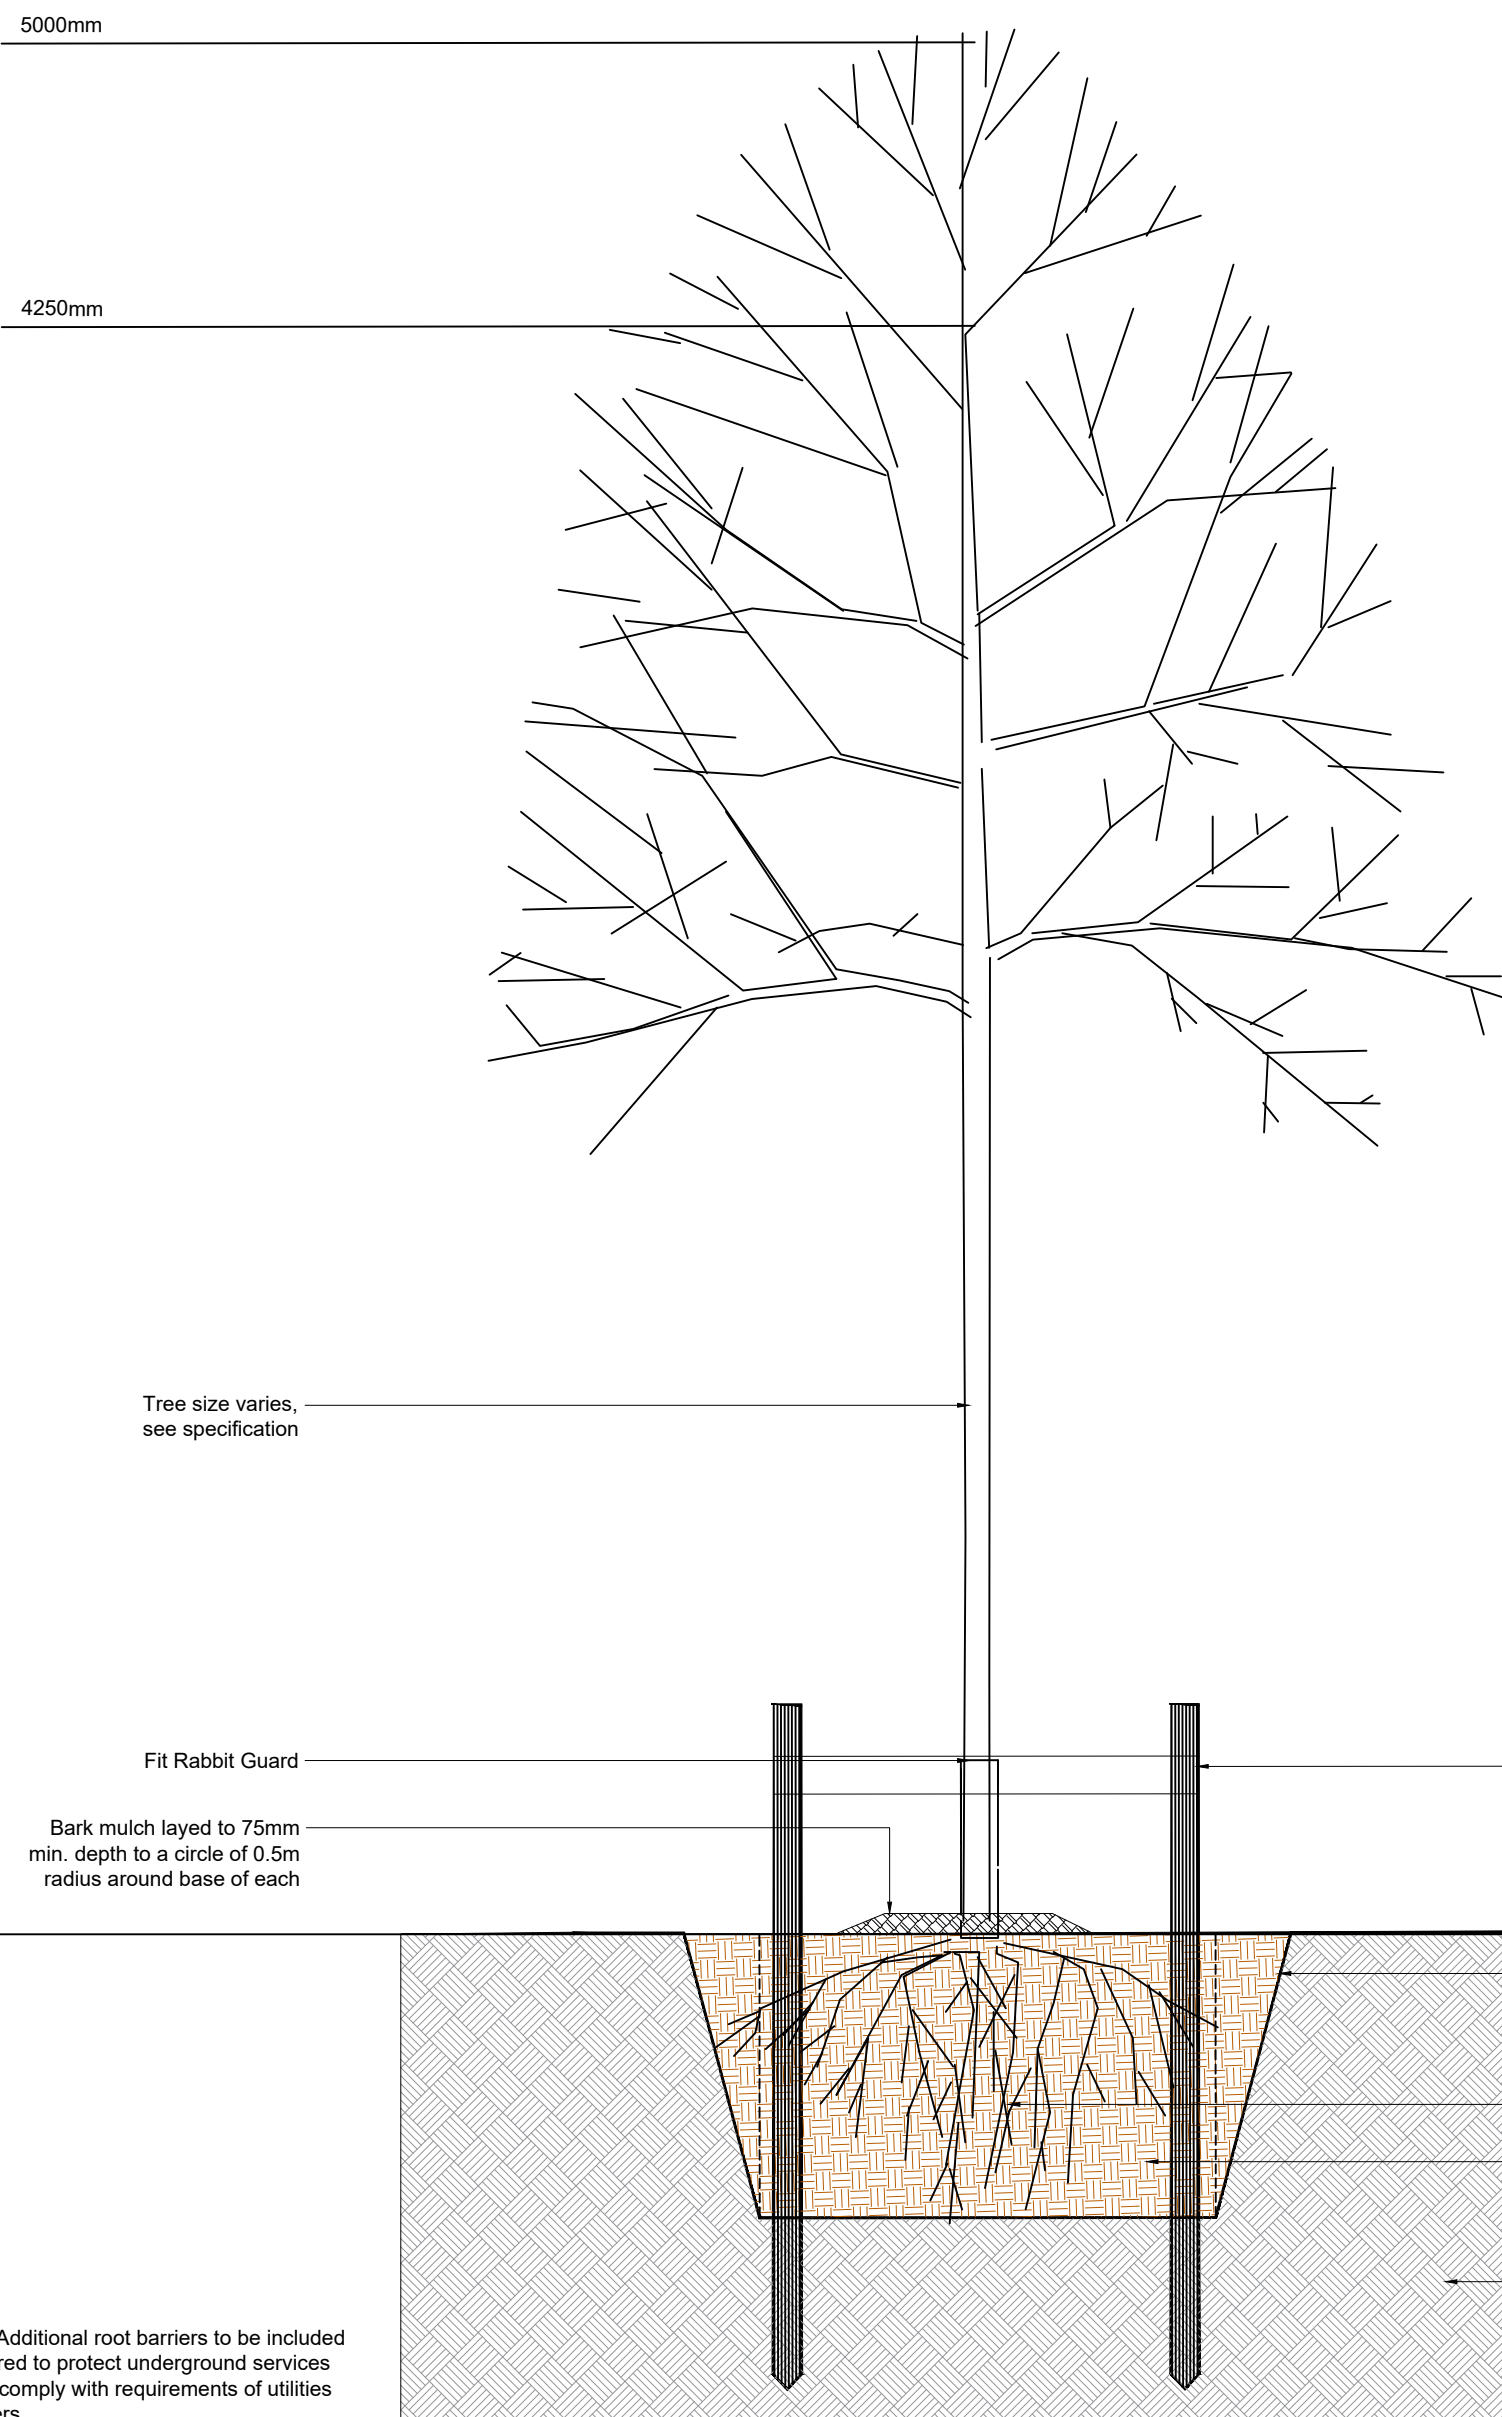 5000mm
4250mm
Tree size varies,
see specification
Fit Rabbit Guard
Bark mulch layed to 75mm
min. depth to a circle of 0.5m
radius around base of each
Additional root barriers to be included
to protect underground services
comply with requirements of utilities